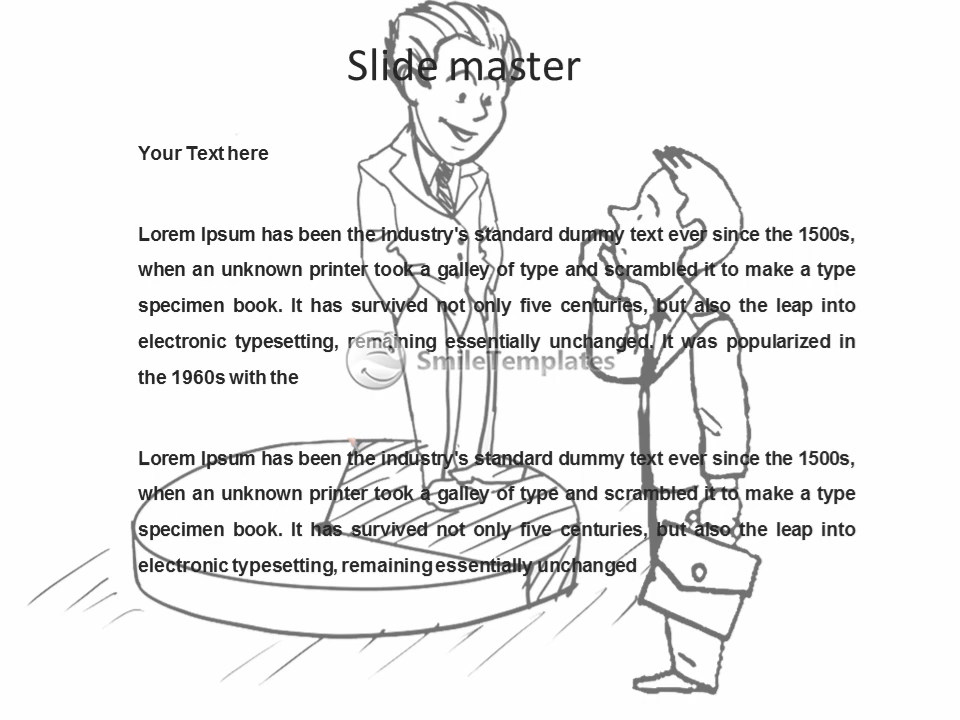 Slide master
Your Text here
Lorem Ipsum has been the industry's standard dummy text ever since the 1500s,
when an unknown printer took a galley of type and scrambled it to make a type
specimen book. It has survived not only five centuries, but also the leap into
electronic typesetting, remaining essentially unchanged. It was popularized in
SmileTemplates
the 1960s with the
Lorem Ipsum has been the industry's standard dummy text ever since the 1500s,
when an unknown printer took a galley of type and scrambled it to make a type
specimen book. It has survived not only five centuries, but also the leap into
electronic typesetting, remaining essentially unchanged